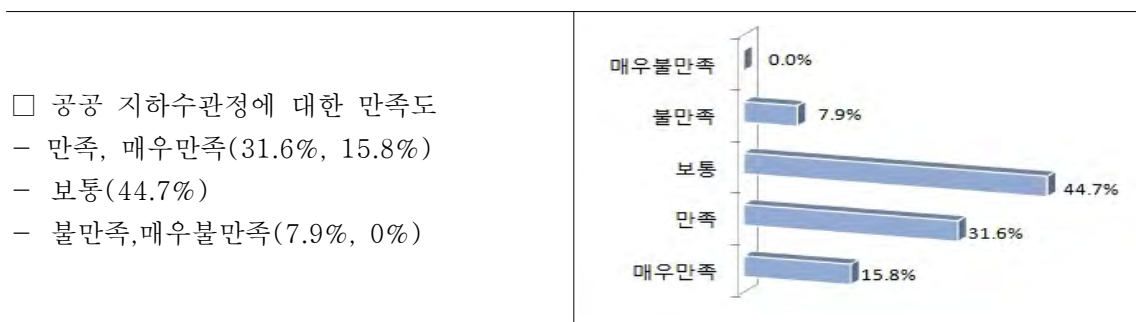 □ 공공 지하수관정에 대한 만족도
- 만족, 매우만족(31.6%, 15.8%)
- 보통(44.7%)
- 불만족,매우불만족(7.9%, 0%)
매우불만족 0.0%
불만족 7.9%
보통 44.7%
만족 31.6%
매우만족 15.8%